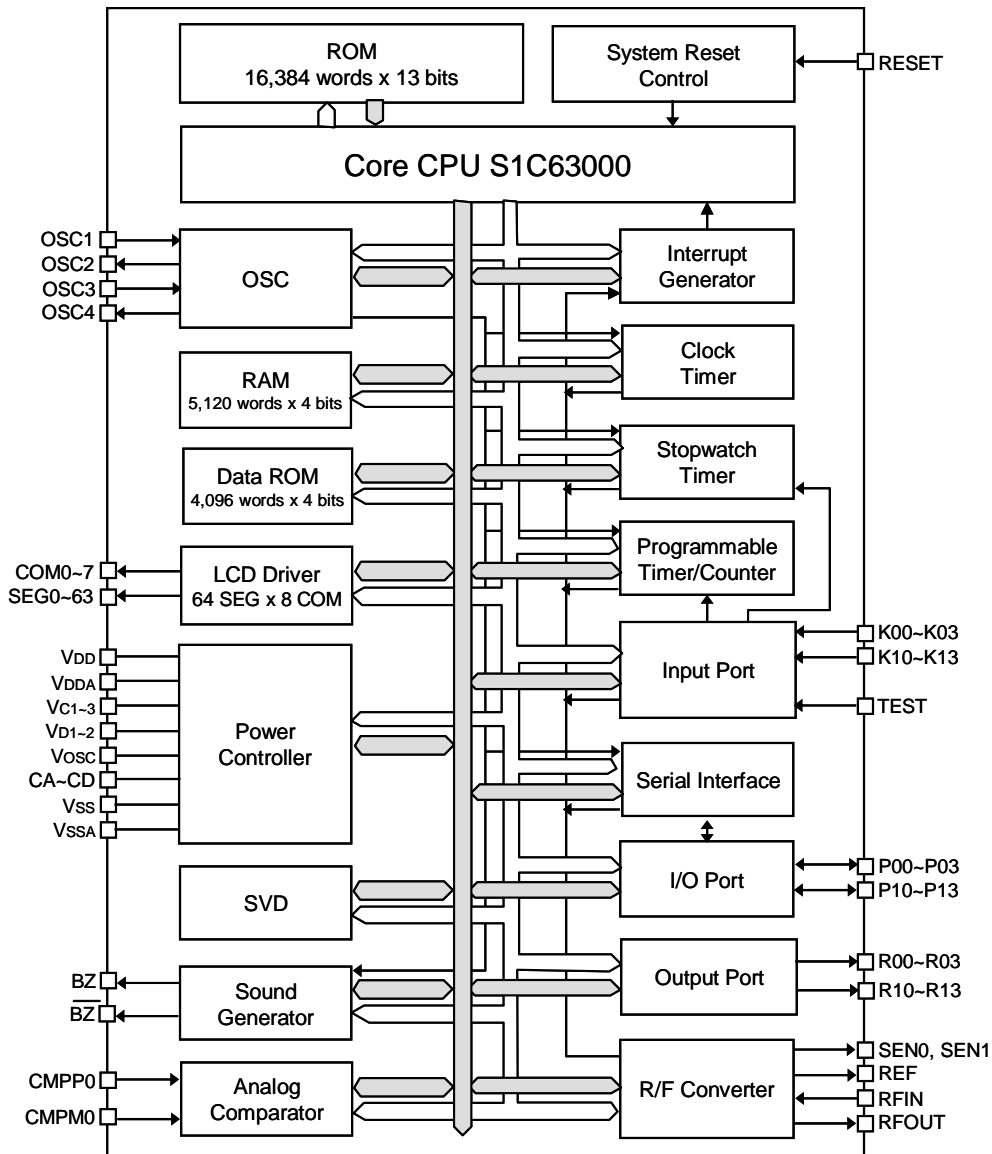 ROM
16,384 words x 13 bits
System Reset
Control
RESET
Core CPU S1C63000
OSC1
OSC2
OSC3
OSC4
OSC
Interrupt
Generator
RAM
5,120 words x 4 bits
Clock
Timer
Data ROM
4,096 words x 4 bits
Stopwatch
Timer
COM0~7
SEG0~63
LCD Driver
64 SEG x 8 COM
Programmable
Timer/Counter
VDD
VDDA
VC1~3
VD1~2
VOSC
CA~CD
VSS
VSSA
Power
Controller
Input Port
K00~K03
K10~K13
TEST
Serial Interface
SVD
I/O Port
P00~P03
P10~P13
BZ
BZ
Sound
Generator
Output Port
R00~R03
R10~R13
CMPP0
CMPM0
Analog
Comparator
R/F Converter
SEN0, SEN1
REF
RFIN
RFOUT